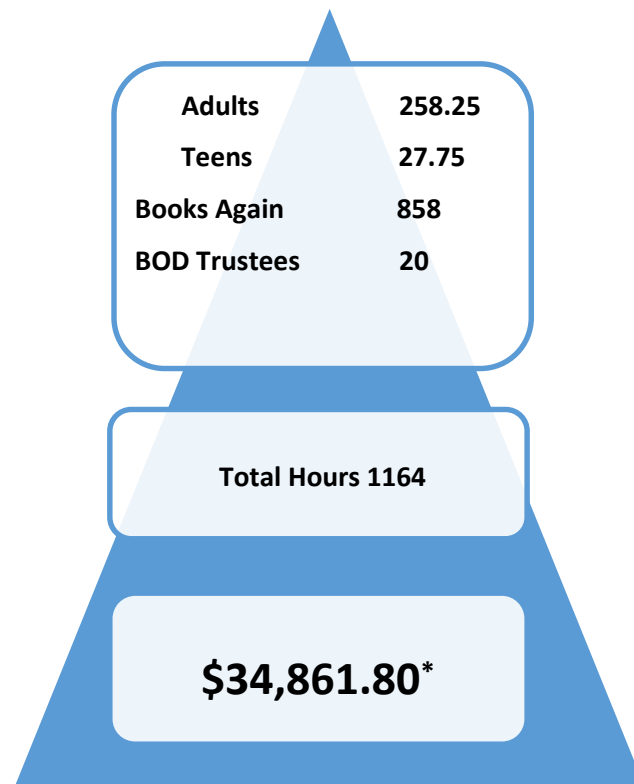 Adults 258.25
Teens 27.75
Books Again 858
BOD Trustees 20
Total Hours 1164
$34,861.80*